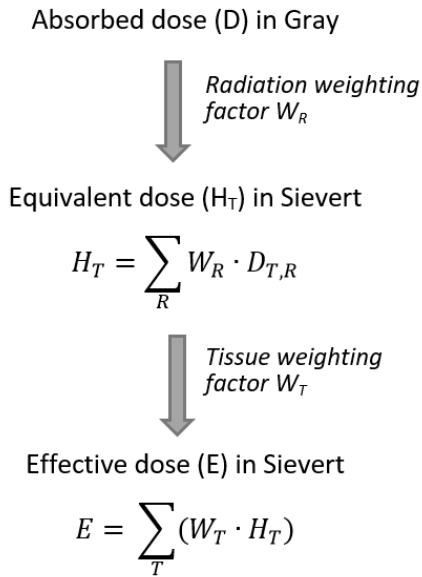 Absorbed dose (D) in Gray
Radiation weighting
factor W_R
Equivalent dose (H_T) in Sievert
H_T = ∑_R W_R · D_{T,R}
Tissue weighting
factor W_T
Effective dose (E) in Sievert
E = ∑_T (W_T · H_T)